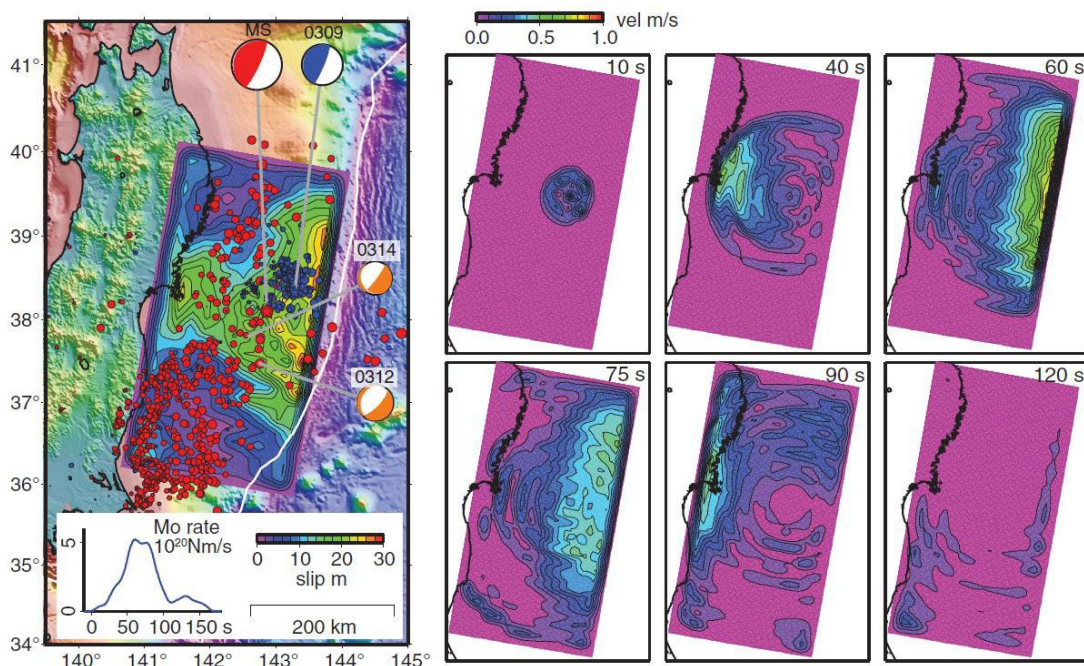 MS
0309
41°
40°
39°
38°
37°
36°
35°
34°
0314
0312
Mo rate
10²⁰Nm/s
5
0
0 50 100 150 s
0 10 20 30
slip m
200 km
140° 141° 142° 143° 144° 145°
vel m/s
0.0 0.5 1.0
10 s
40 s
60 s
75 s
90 s
120 s